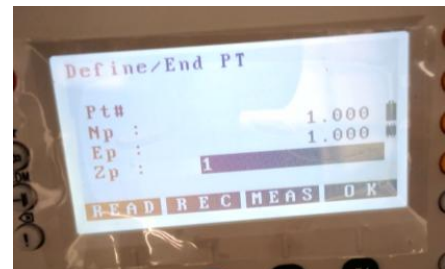 Define/End PT
Pt#
Np : 1.000
Ep : 1.000
Zp : 1
READ REC MEAS OK